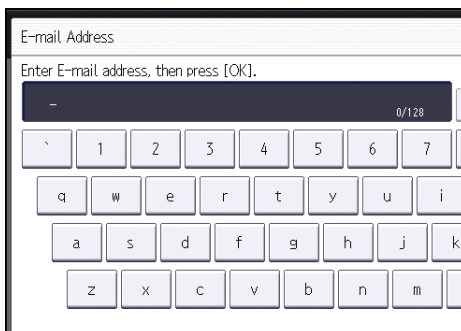 E-mail Address
Enter E-mail address, then press [OK].
_ 0/128
` 1 2 3 4 5 6 7
q w e r t y u i
a s d f g h j k
z x c v b n m